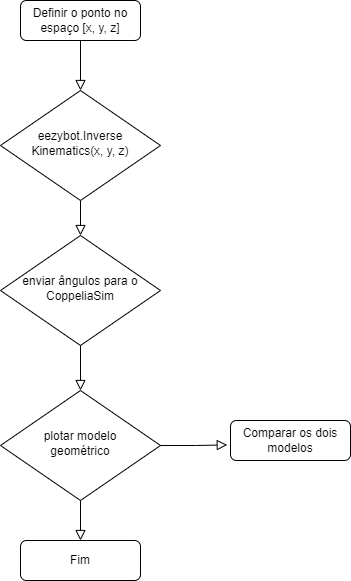 Definir o ponto no
espaço [x, y, z]
eezybot.Inverse
Kinematics(x, y, z)
enviar ângulos para o
CoppeliaSim
plotar modelo
geométrico
Comparar os dois
modelos
Fim